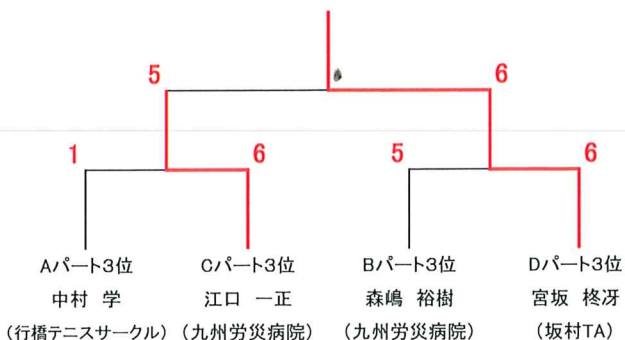 5 6
1 6 5 6
Aパート3位 Cパート3位 Bパート3位 Dパート3位
中村 学 江口 一正 森嶋 裕樹 宮坂 柊冴
(行橋テニスサークル) (九州労災病院) (九州労災病院) (坂村TA)